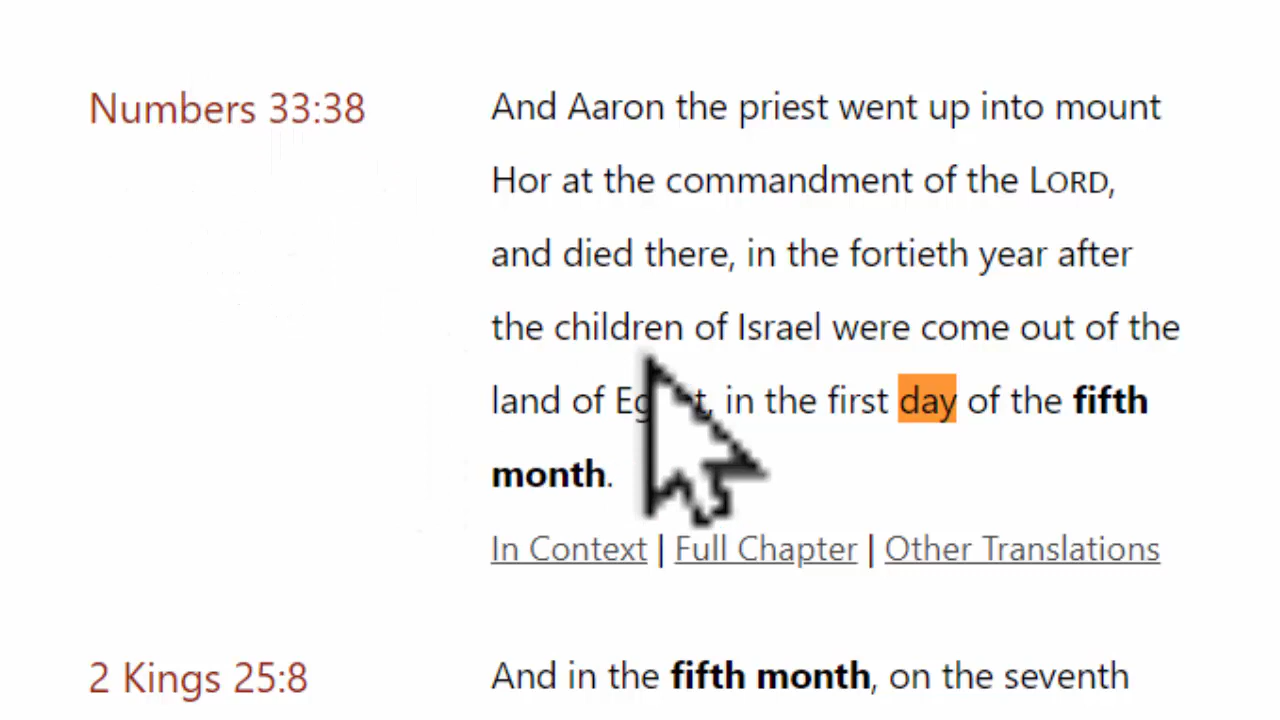 Numbers 33:38
And Aaron the priest went up into mount
Hor at the commandment of the LORD,
and died there, in the fortieth year after
the children of Israel were come out of the
land of in the first day of the fifth
month.
In Context | Full Chapter | Other Translations
2 Kings 25:8
And in the fifth month, on the seventh